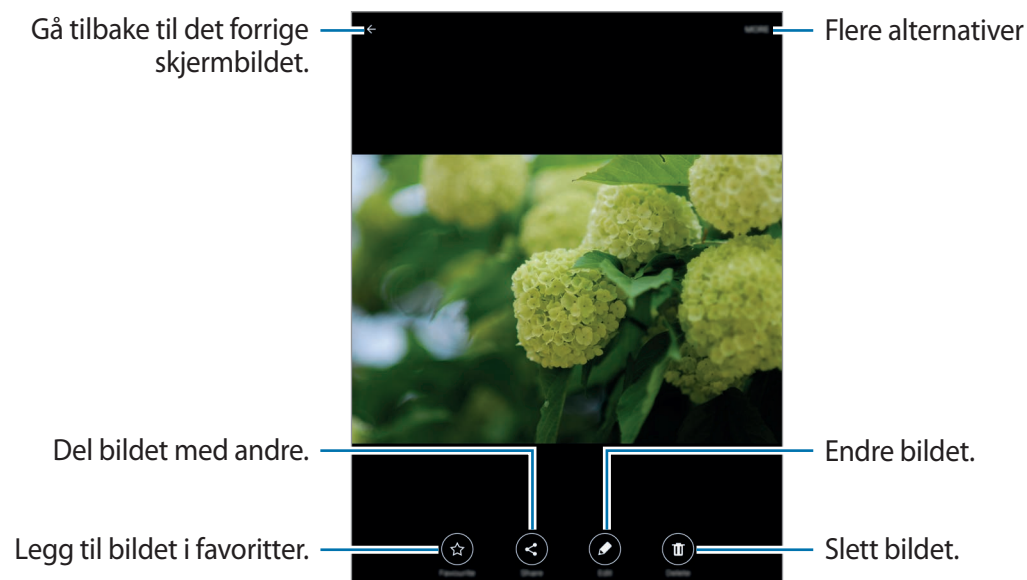 Gå tilbake til det forrige
skjermbildet.
MORE
Flere alternativer
Del bildet med andre.
Endre bildet.
Legg til bildet i favoritter.
Slett bildet.
Favourite
Share
Edit
Delete